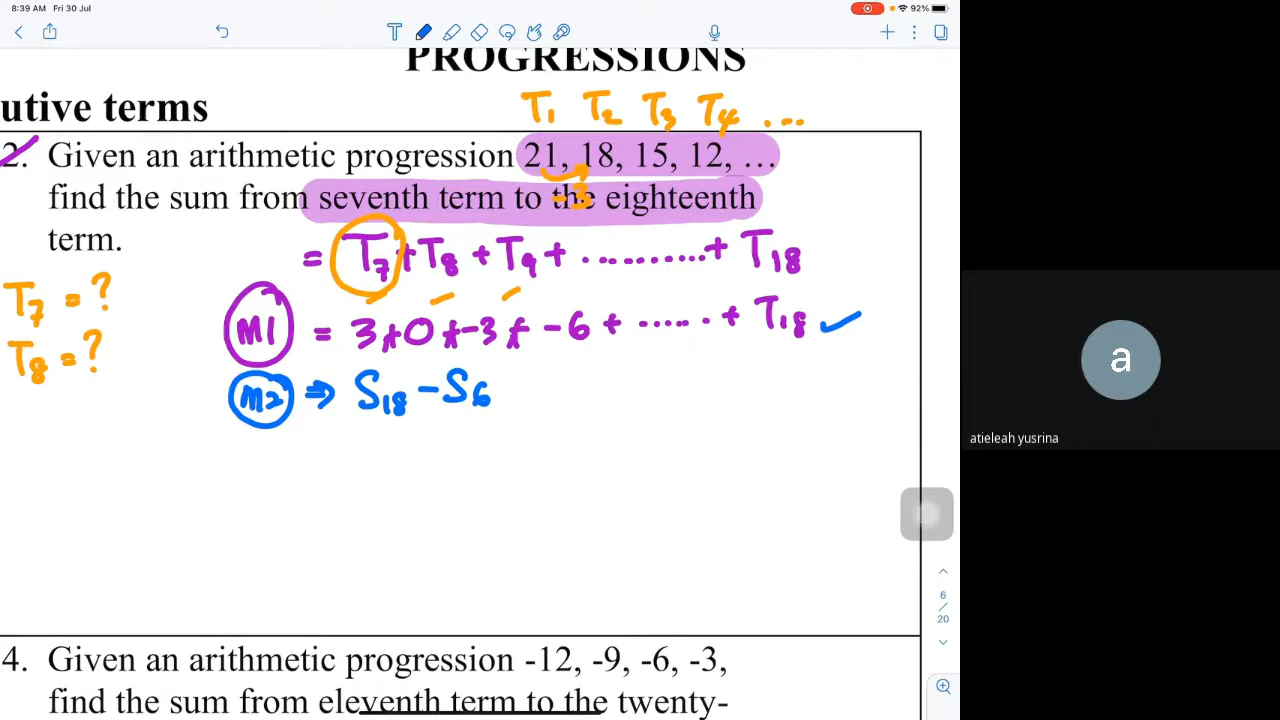 8:39 AM Fri 30 Jul
92%
PROGRESSIONS
utive terms
T1 T2 T3 T4 ...
2. Given an arithmetic progression 21, 18, 15, 12, …
-3
find the sum from seventh term to the eighteenth
term.
= T7 + T8 + T9 + .......... + T18
T7 = ?
M1 = 3 + 0 + -3 + -6 + ...... + T18 ✓
T8 = ?
M2 ⇒ S18 - S6
6
/
20
4. Given an arithmetic progression -12, -9, -6, -3,
find the sum from eleventh term to the twenty-
a
atieleah yusrina